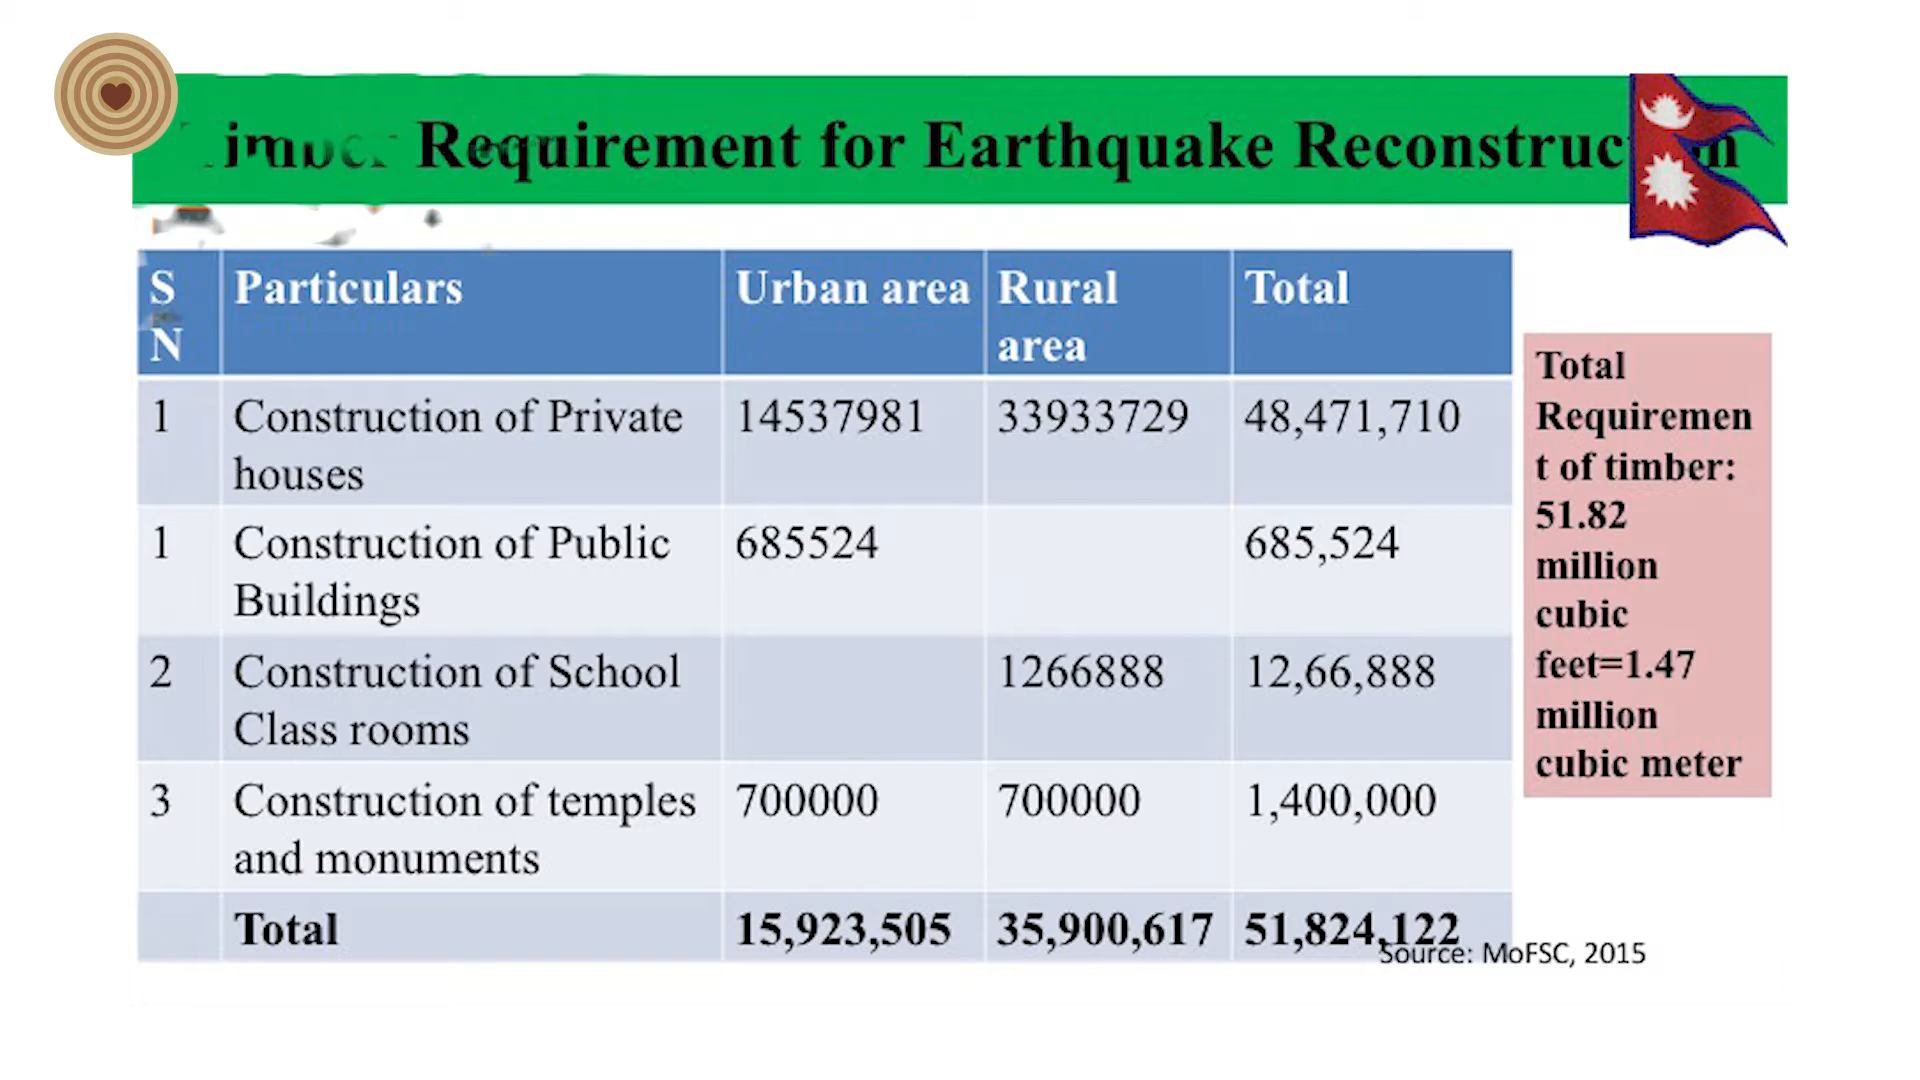 Timber Requirement for Earthquake
S Particulars Urban area Rural Total
N area
1 Construction of Private 14537981 33933729 48,471,710
houses
1 Construction of Public 685524 685,524
Buildings
2 Construction of School 1266888 12,66,888
Class rooms
3 Construction of temples 700000 700000 1,400,000
and monuments
Total 15,923,505 35,900,617 51,824,122
Total
Requiremen
t of timber:
51.82
million
cubic
feet=1.47
million
cubic meter
Source: MoFSC, 2015